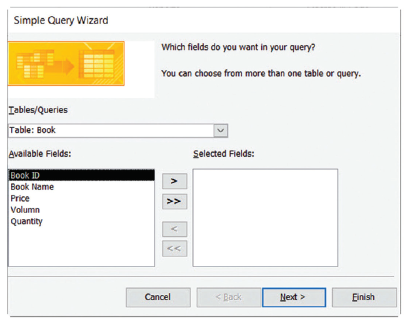 Simple Query Wizard
Which fields do you want in your query?
You can choose from more than one table or query.
Tables/Queries
Table: Book
Available Fields:
Selected Fields:
Book ID
Book Name
Price
Volumn
Quantity
>
>>
<
<<
Cancel
< Back
Next >
Finish